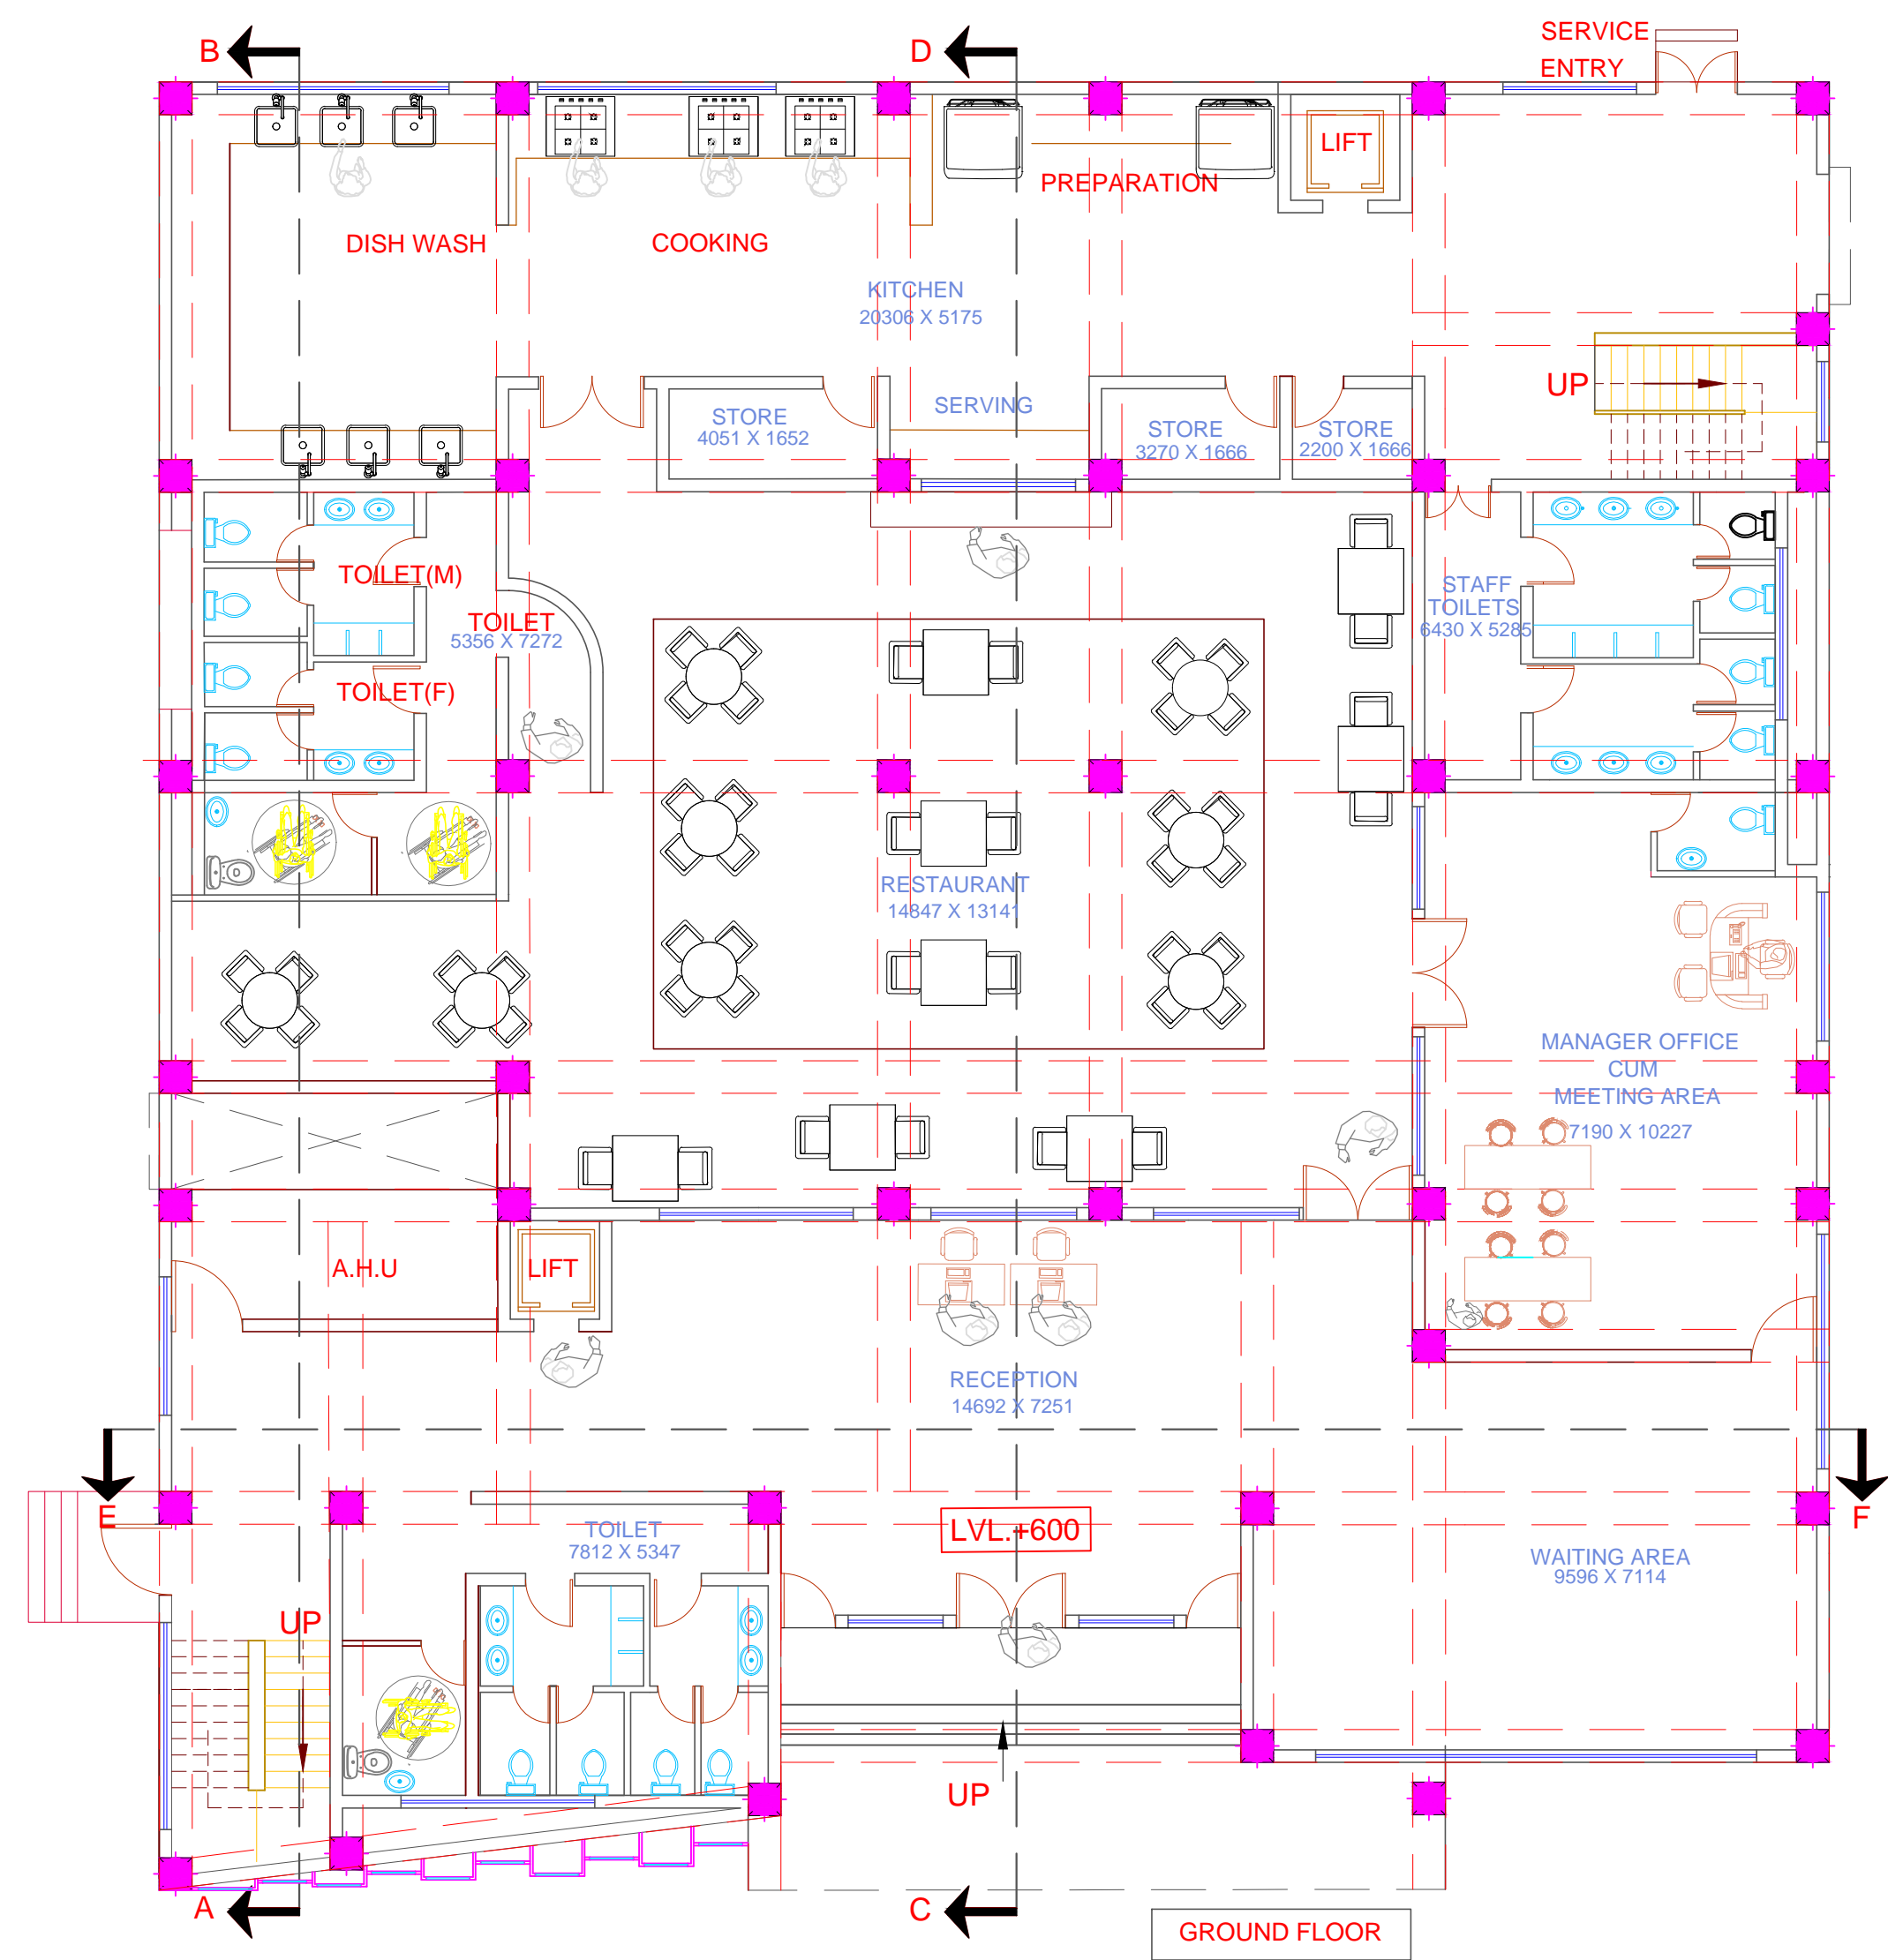 SERVICE
ENTRY
B
D
LIFT
PREPARATION
DISH WASH
COOKING
KITCHEN
20306 X 5175
UP
SERVING
STORE
4051 X 1652
STORE
3270 X 1666
STORE
2200 X 1666
TOILET(M)
TOILET
5356 X 7272
STAFF
TOILETS
6430 X 5285
TOILET(F)
RESTAURANT
14847 X 13141
MANAGER OFFICE
CUM
MEETING AREA
7190 X 10227
A.H.U
LIFT
RECEPTION
14692 X 7251
E
F
TOILET
7812 X 5347
LVL.+600
WAITING AREA
9596 X 7114
UP
UP
A
C
GROUND FLOOR